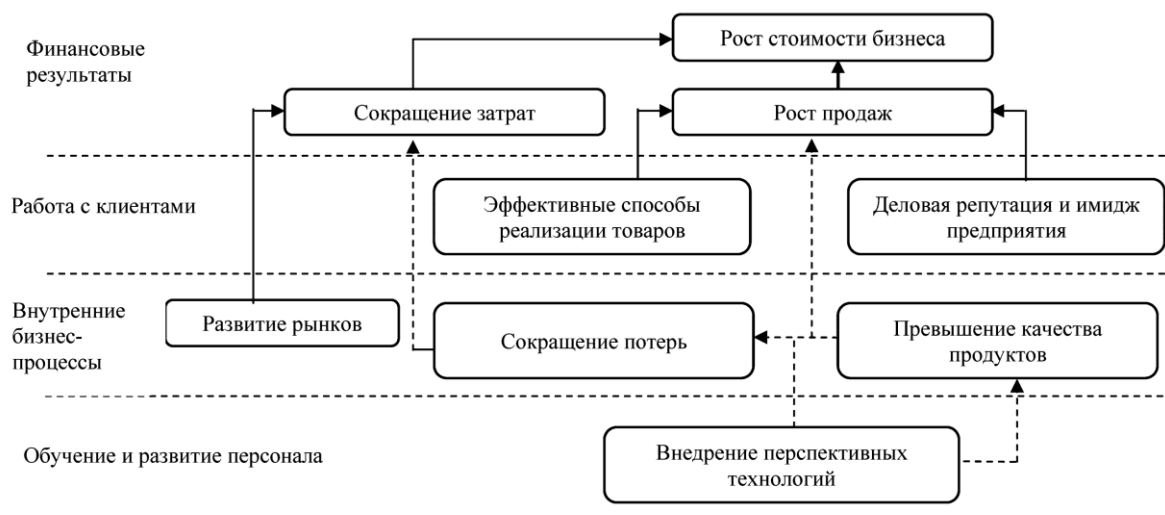 Финансовые
результаты
Рост стоимости бизнеса
Сокращение затрат
Рост продаж
Работа с клиентами
Эффективные способы
реализации товаров
Деловая репутация и имидж
предприятия
Внутренние
бизнес-
процессы
Развитие рынков
Сокращение потерь
Превышение качества
продуктов
Обучение и развитие персонала
Внедрение перспективных
технологий